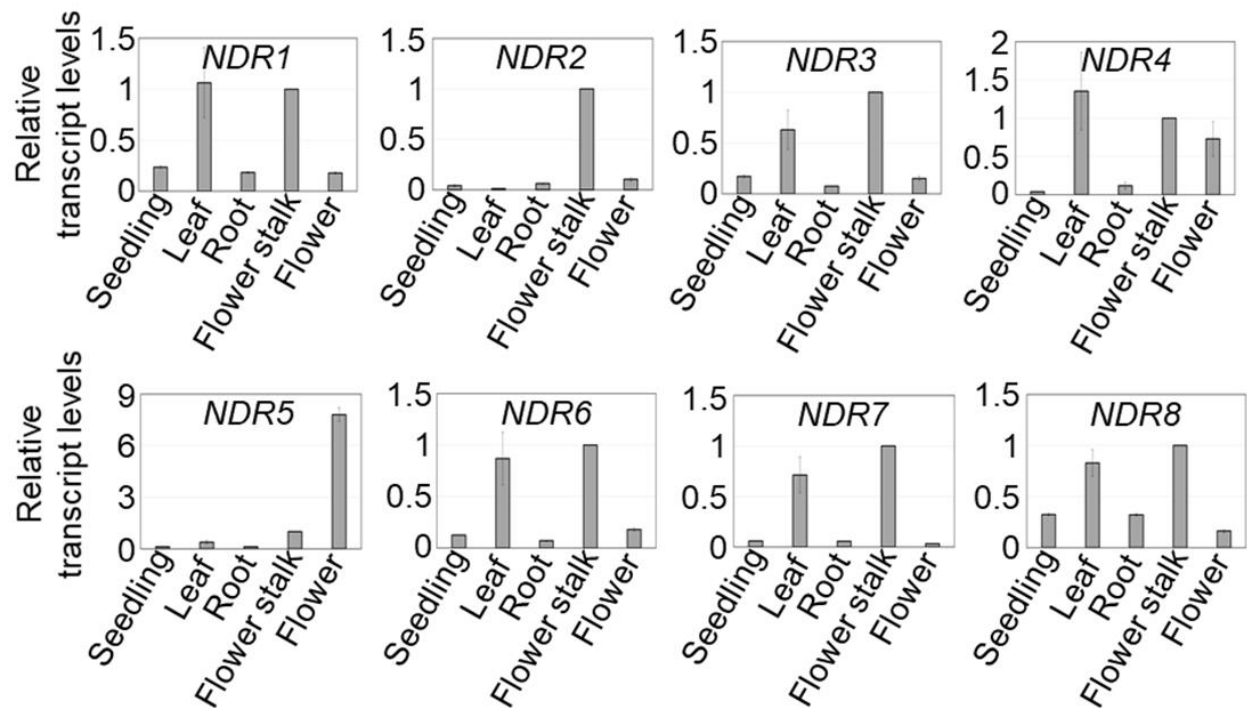 Relative
transcript levels
1.5
1
0.5
0
NDR1
Seedling
Leaf
Root
Flower stalk
Flower
1.5
1
0.5
0
NDR2
Seedling
Leaf
Root
Flower stalk
Flower
1.5
1
0.5
0
NDR3
Seedling
Leaf
Root
Flower stalk
Flower
2
1.5
1
0.5
0
NDR4
Seedling
Leaf
Root
Flower stalk
Flower
Relative
transcript levels
9
6
3
0
NDR5
Seedling
Leaf
Root
Flower stalk
Flower
1.5
1
0.5
0
NDR6
Seedling
Leaf
Root
Flower stalk
Flower
1.5
1
0.5
0
NDR7
Seedling
Leaf
Root
Flower stalk
Flower
1.5
1
0.5
0
NDR8
Seedling
Leaf
Root
Flower stalk
Flower